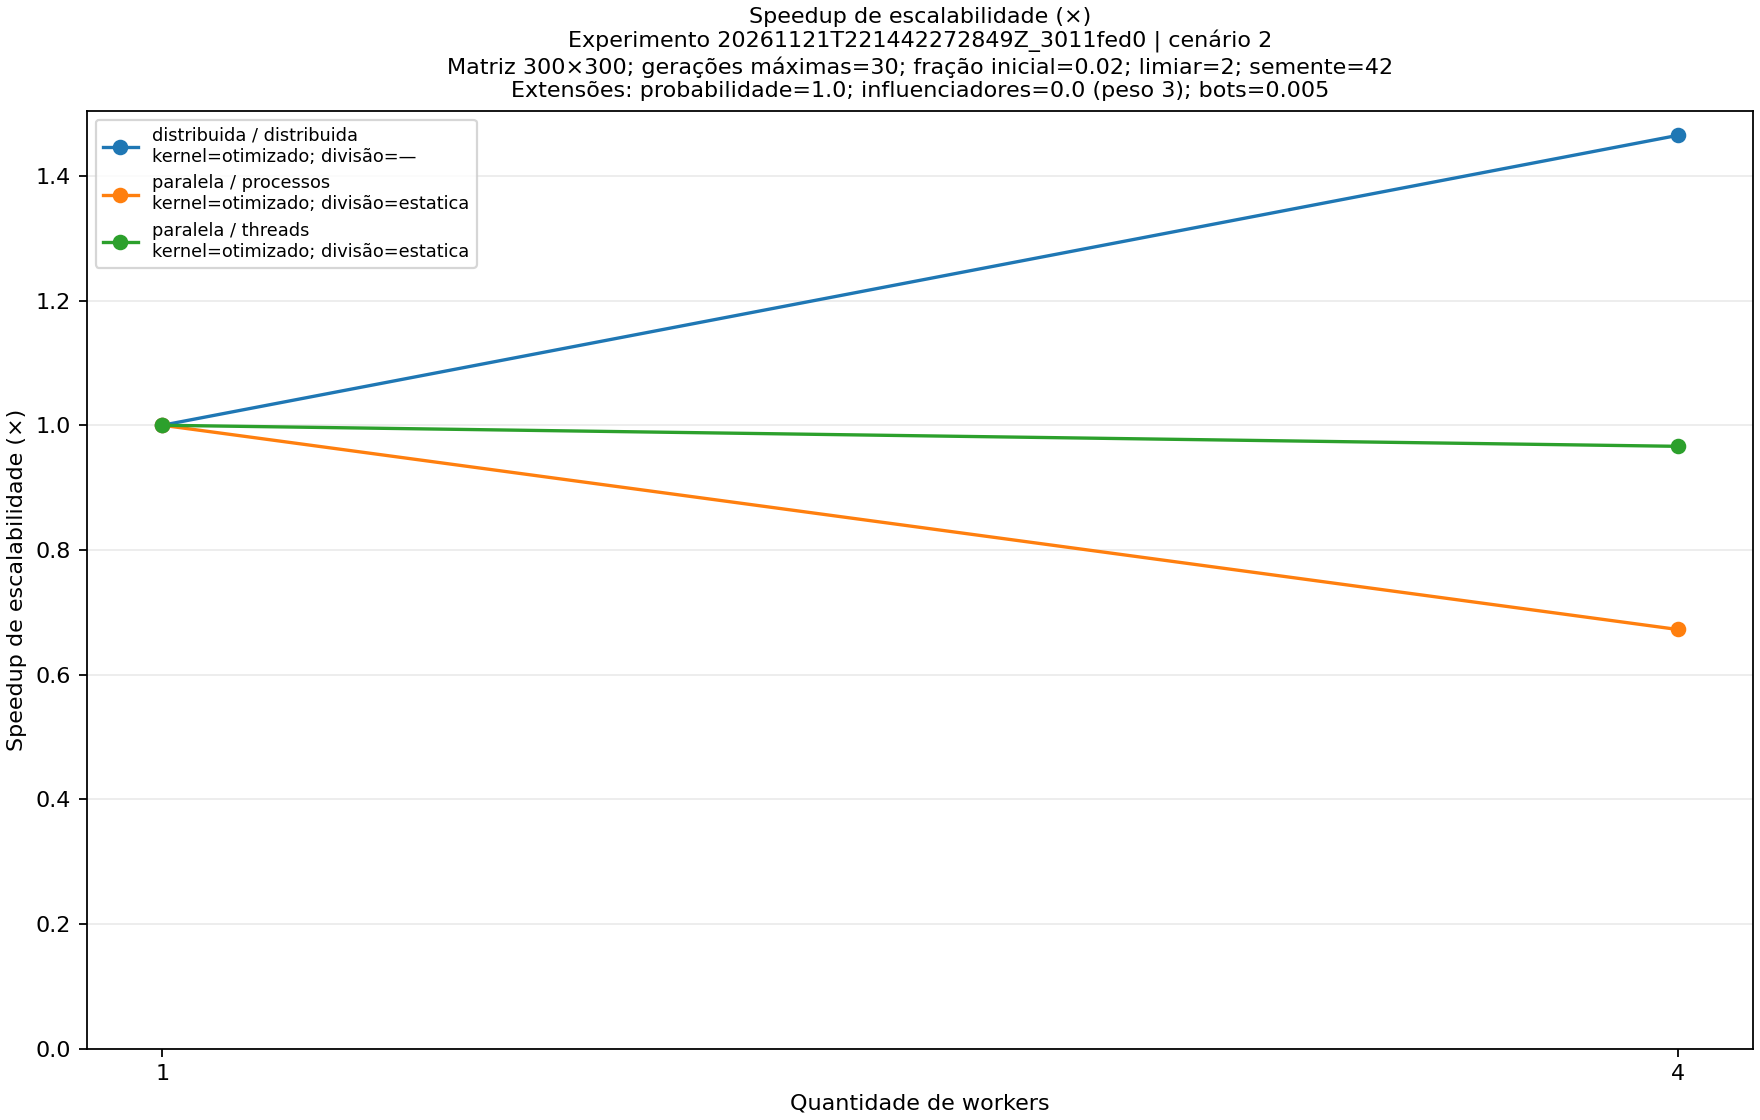 Speedup de escalabilidade (×)
Experimento 20261121T221442272849Z_3011fed0 | cenário 2
Matriz 300×300; gerações máximas=30; fração inicial=0.02; limiar=2; semente=42
Extensões: probabilidade=1.0; influenciadores=0.0 (peso 3); bots=0.005
distribuida / distribuida
kernel=otimizado; divisão=—
paralela / processos
kernel=otimizado; divisão=estatica
paralela / threads
kernel=otimizado; divisão=estatica
Speedup de escalabilidade (×)
1.4
1.2
1.0
0.8
0.6
0.4
0.2
0.0
1
4
Quantidade de workers